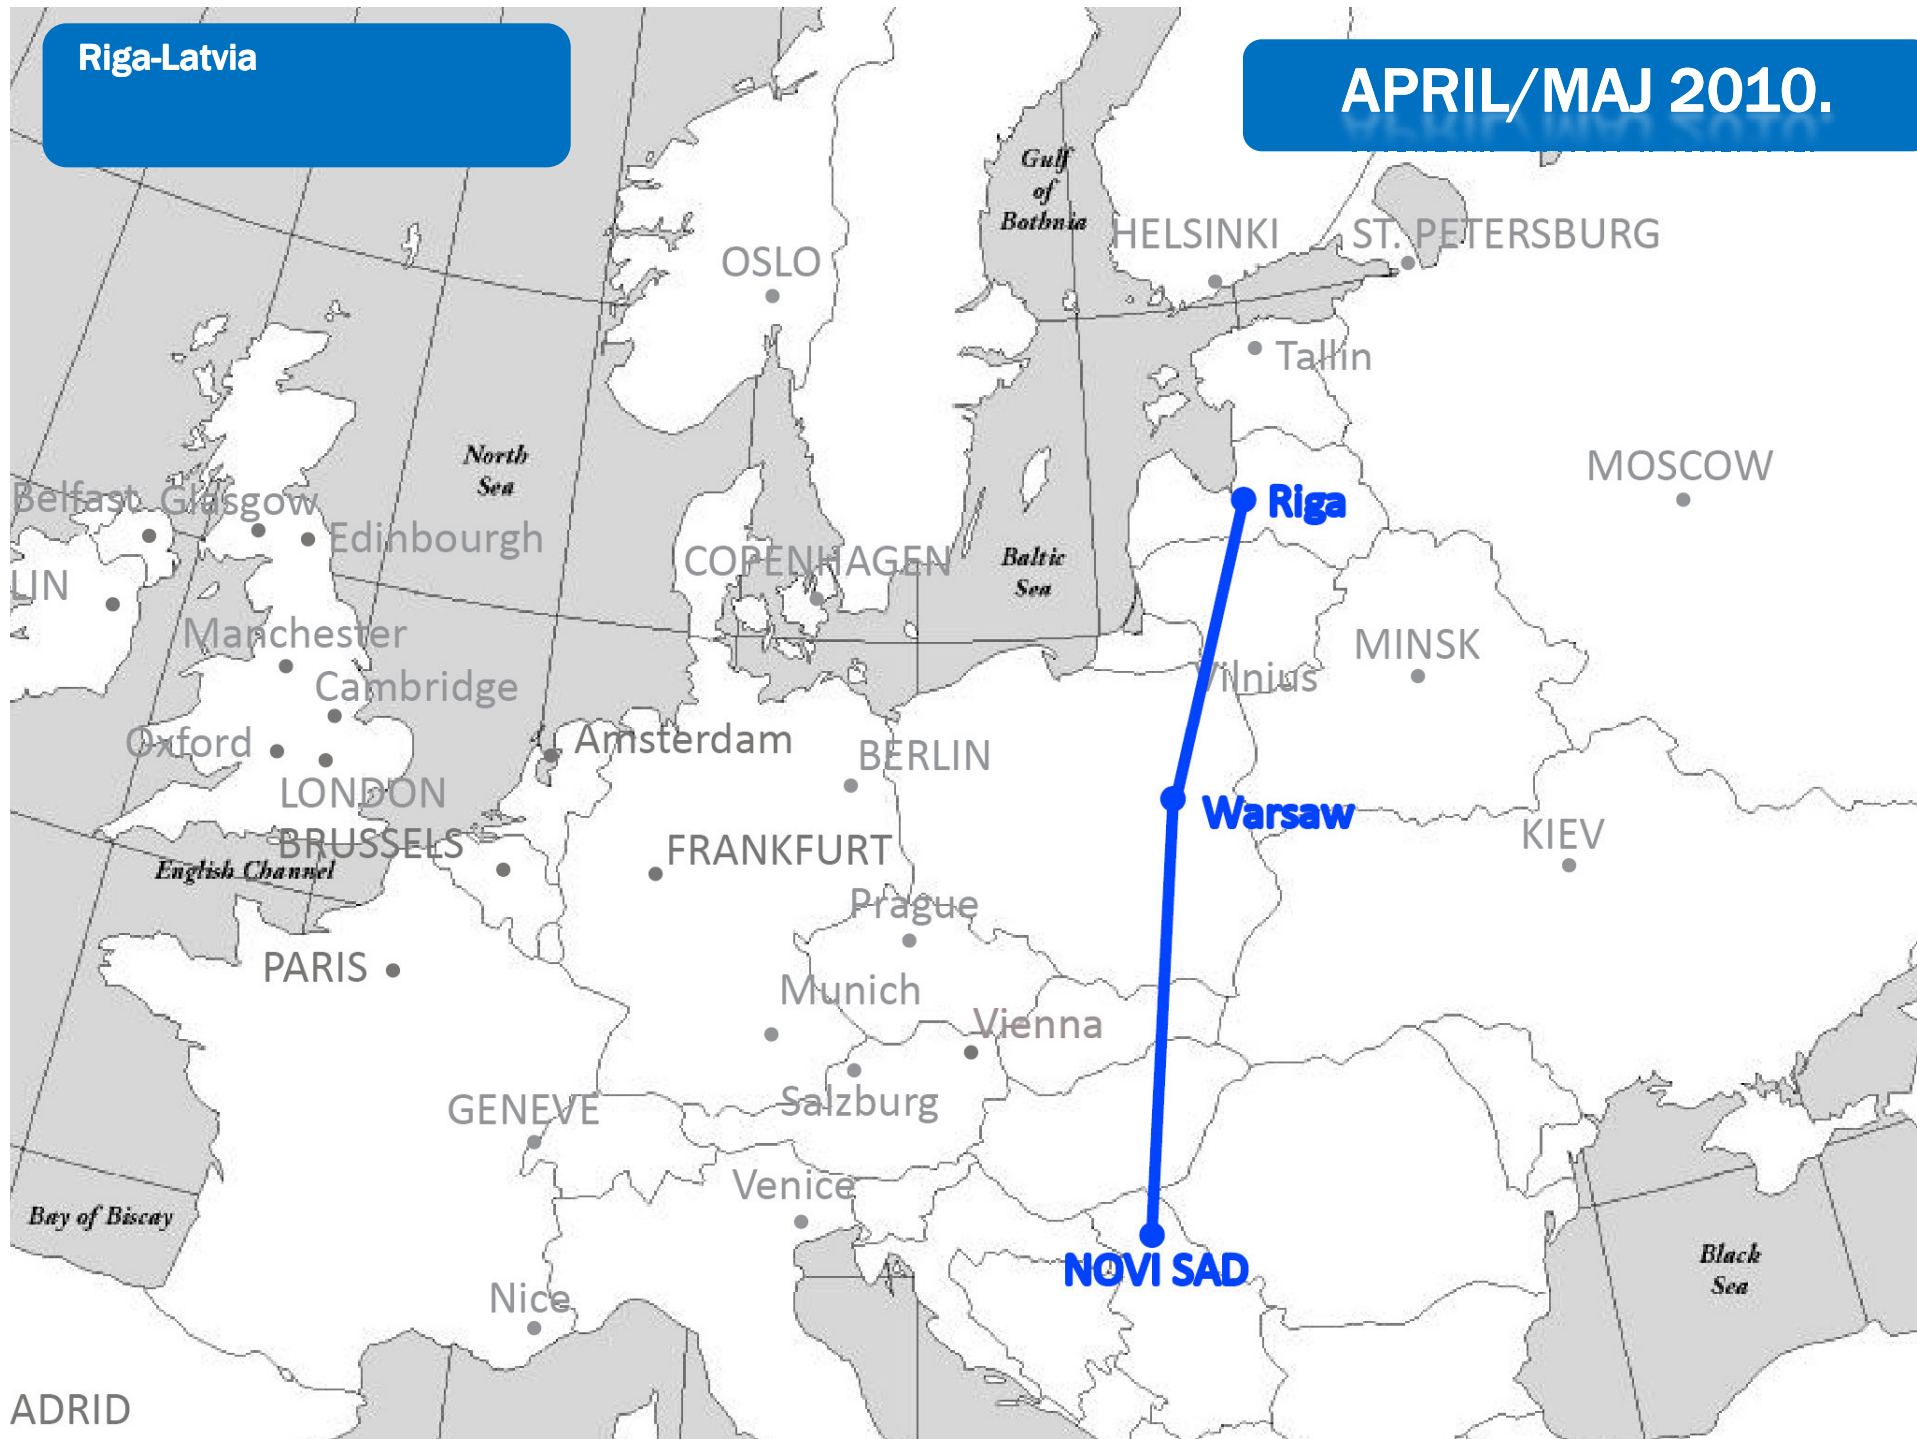 Riga-Latvia
APRIL/MAJ 2010.
Gulf
of
Bothnia
HELSINKI
ST. PETERSBURG
OSLO
Tallin
North
Sea
MOSCOW
Belfast
Glasgow
Riga
Edinbourgh
COPENHAGEN
Baltic
Sea
LIN
Manchester
MINSK
Vilnius
Cambridge
Oxford
Amsterdam
BERLIN
LONDON
Warsaw
BRUSSELS
KIEV
FRANKFURT
English Channel
Prague
PARIS
Munich
Vienna
Salzburg
GENEVE
Venice
Bay of Biscay
Black
Sea
NOVI SAD
Nice
ADRID